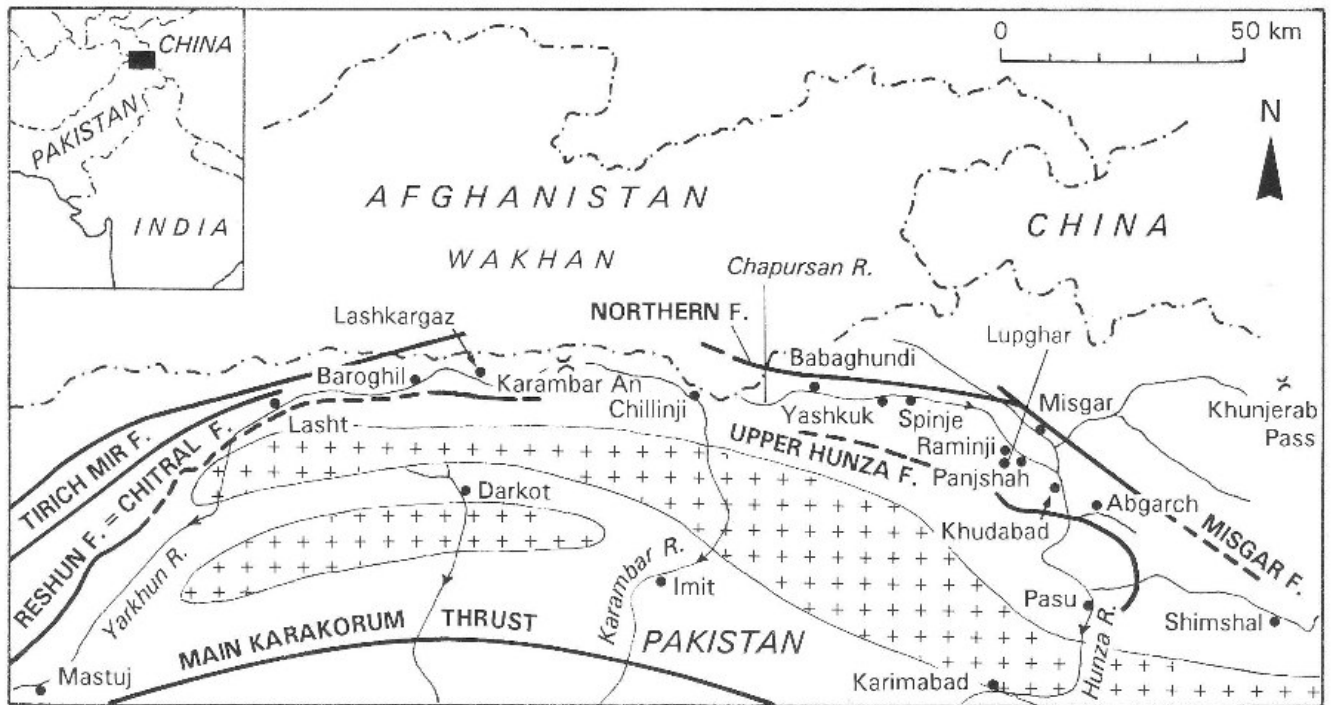 CHINA
PAKISTAN
INDIA
0 50 km
N
AFGHANISTAN
WAKHAN
CHINA
Chapursan R.
NORTHERN F.
Lashkargaz
Lupghar
Babaghundi
Baroghil
Karambar An
Chillinji
Misgar
Khunjerab
Pass
Lasht
Yashkuk
Spinje
Raminji
UPPER HUNZA F.
Panjshah
TIRICH MIR F.
RESHUN F. = CHITRAL F.
Darkot
Abgarch
Khudabad
MISGAR F.
Yarkhun R.
Karambar R.
Imit
Pasu
Shimshal
MAIN KARAKORUM THRUST
PAKISTAN
Hunza R.
Mastuj
Karimabad